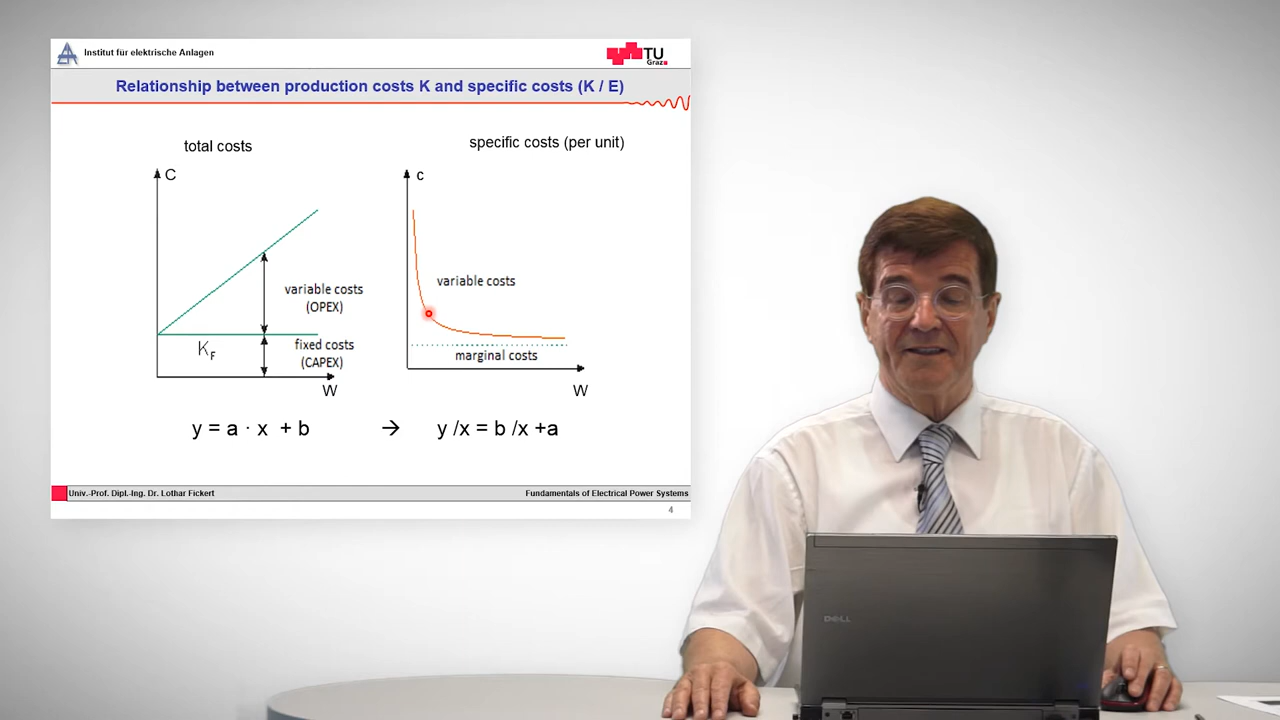 Institut für elektrische Anlagen
TU
Graz
Relationship between production costs K and specific costs (K / E)
total costs
specific costs (per unit)
C
c
variable costs
(OPEX)
variable costs
K_F
fixed costs
(CAPEX)
marginal costs
W
W
y = a · x + b
→
y /x = b /x +a
Univ.-Prof. Dipl.-Ing. Dr. Lothar Fickert
Fundamentals of Electrical Power Systems
4
DELL